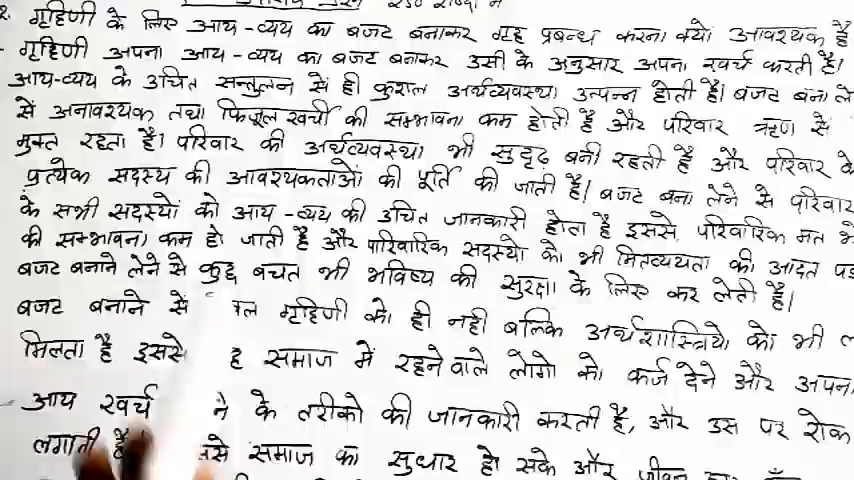 250 शब्दों में
2. गृहिणी के लिए आय-व्यय का बजट बनाकर गृह प्रबन्ध करना क्यों आवश्यक है
- गृहिणी अपना आय-व्यय का बजट बनाकर उसी के अनुसार अपना खर्च करती है।
आय-व्यय के उचित सन्तुलन से ही कुशल अर्थव्यवस्था उत्पन्न होती है। बजट बना
से अनावश्यक तथा फिजूल खर्ची की सम्भावना कम होती है और परिवार ऋण से
मुक्त रहता है। परिवार की अर्थव्यवस्था भी सुदृढ़ बनी रहती है और परिवार
प्रत्येक सदस्य की आवश्यकताओं की पूर्ति की जाती है। बजट बना लेने से परिवार
के सभी सदस्यों को आय-व्यय की उचित जानकारी होता है इससे परिवारिक मत
की सम्भावना कम हो जाती है और पारिवारिक सदस्यो को भी मितव्ययता की आदत
बजट बनाने लेने से कुछ बचत भी भविष्य की सुरक्षा के लिए कर लेती है।
बजट बनाने से गृहिणी को ही नही बल्कि अर्थशास्त्रियो को भी
मिलता है इससे समाज में रहने वाले लोगो को कर्ज देने और अपना
आय खर्च के तरीको की जानकारी करती है, और उस पर रोक
लगाती समाज का सुधार हो सके और जीवन